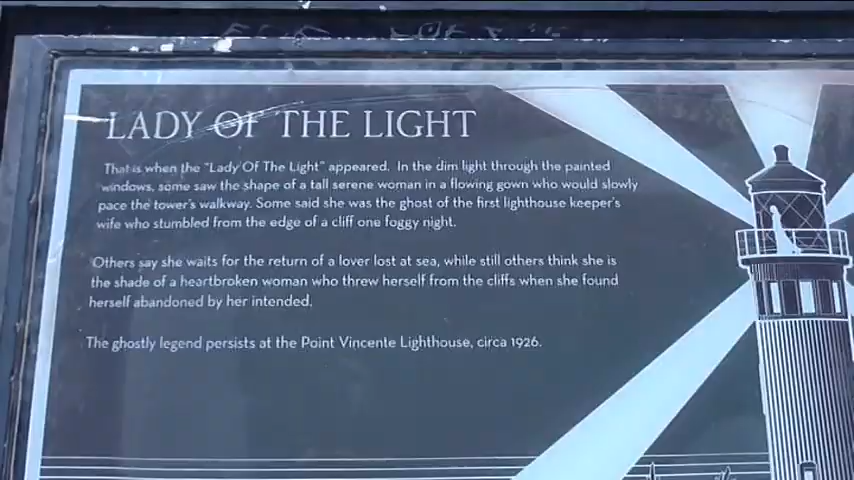 LADY OF THE LIGHT
That is when the "Lady Of The Light" appeared. In the dim light through the painted
windows, some saw the shape of a tall serene woman in a flowing gown who would slowly
pace the tower's walkway. Some said she was the ghost of the first lighthouse keeper's
wife who stumbled from the edge of a cliff one foggy night.
Others say she waits for the return of a lover lost at sea, while still others think she is
the shade of a heartbroken woman who threw herself from the cliffs when she found
herself abandoned by her intended.
The ghostly legend persists at the Point Vincente Lighthouse, circa 1926.